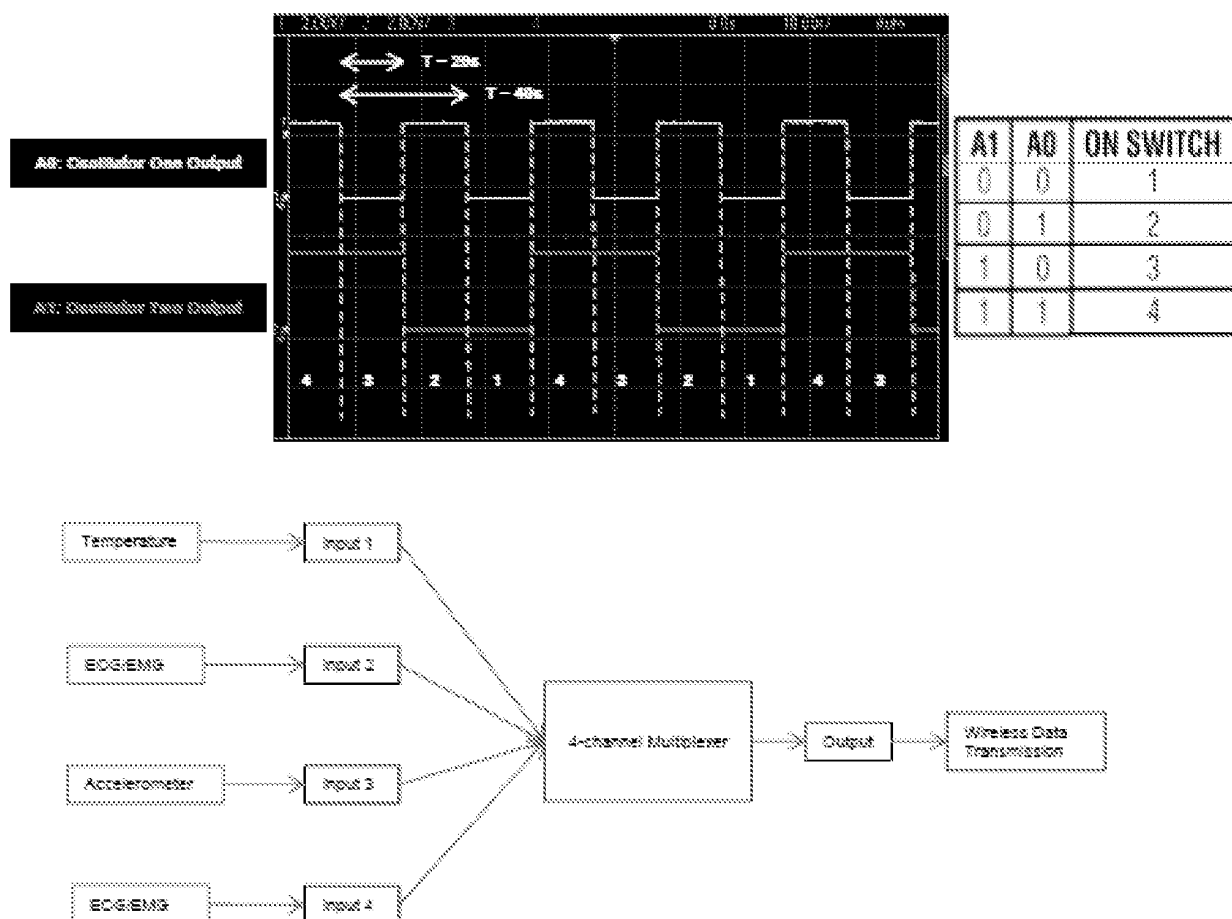 0.0s
Auto
T - 20s
T - 40s
A0: Oscillator One Output
A1: Oscillator Two Output
4 3 2 1 4 3 2 1 4 3
A1 A0 ON SWITCH
0 0 1
0 1 2
1 0 3
1 1 4
Temperature
Input 1
ECG/EMG
Input 2
Accelerometer
Input 3
ECG/EMG
Input 4
4-channel Multiplexer
Output
Wireless Data
Transmission